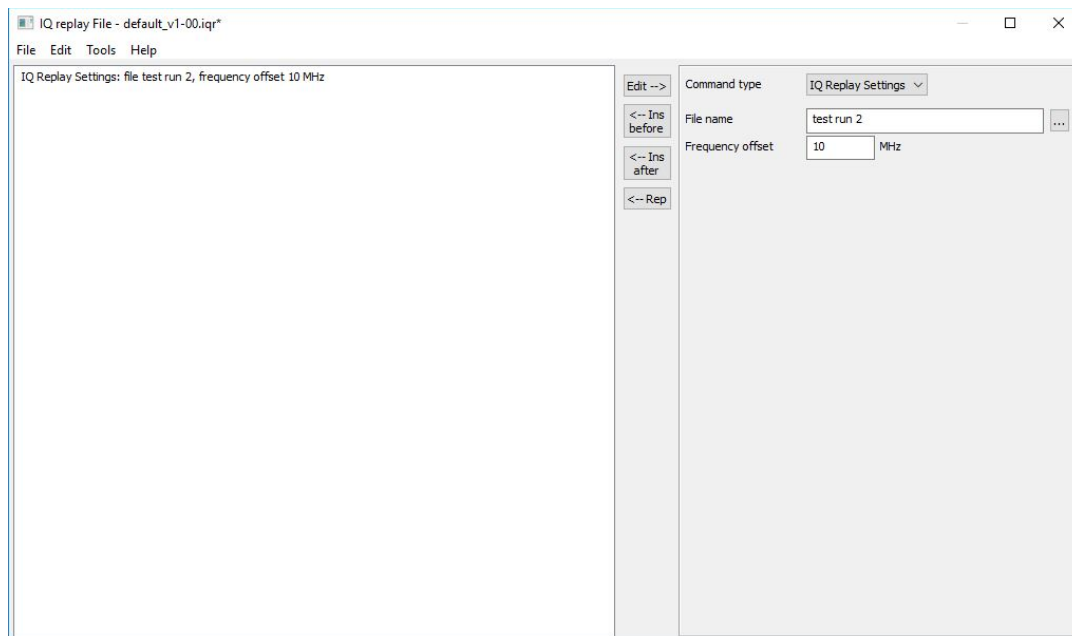 IQ replay File - default_v1-00.iqr*
File Edit Tools Help
IQ Replay Settings: file test run 2, frequency offset 10 MHz
Edit -->
<-- Ins
before
<-- Ins
after
<-- Rep
Command type IQ Replay Settings
File name test run 2 ...
Frequency offset 10 MHz